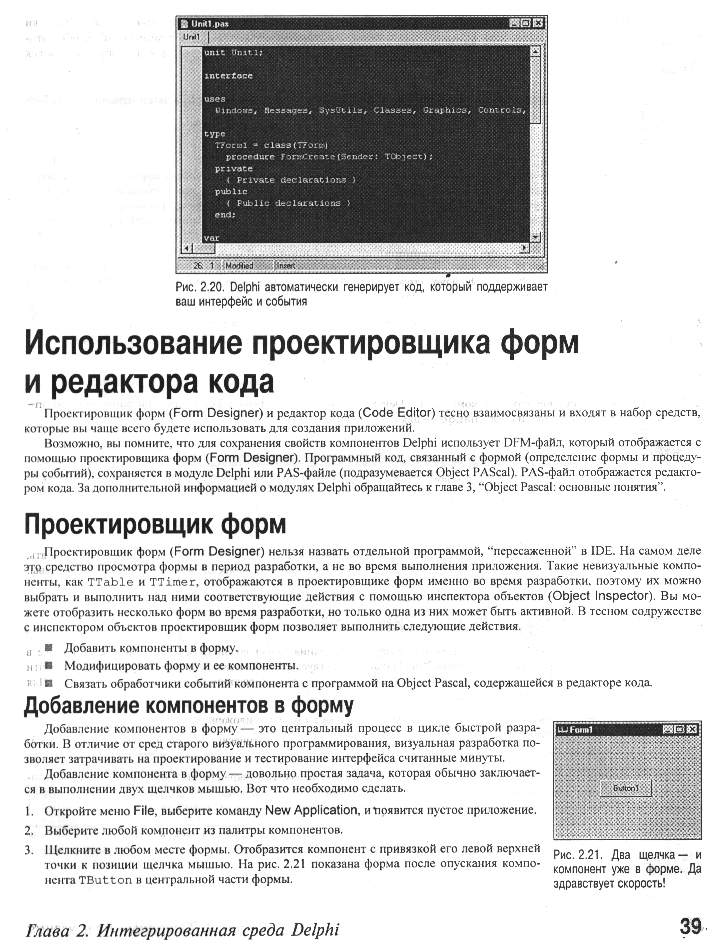 Unit1.pas
Unit1
unit Unit1;
interface
uses
Windows, Messages, SysUtils, Classes, Graphics, Controls,
type
TForm1 = class(TForm)
procedure FormCreate(Sender: TObject);
private
{ Private declarations }
public
{ Public declarations }
end;
var
26: 1 Modified Insert
Рис. 2.20. Delphi автоматически генерирует код, который поддерживает
ваш интерфейс и события
Использование проектировщика форм
и редактора кода
Проектировщик форм (Form Designer) и редактор кода (Code Editor) тесно взаимосвязаны и входят в набор средств,
которые вы чаще всего будете использовать для создания приложений.
Возможно, вы помните, что для сохранения свойств компонентов Delphi использует DFM-файл, который отображается с
помощью проектировщика форм (Form Designer). Программный код, связанный с формой (определение формы и процеду-
ры событий), сохраняется в модуле Delphi или PAS-файле (подразумевается Object PAScal). PAS-файл отображается редакто-
ром кода. За дополнительной информацией о модулях Delphi обращайтесь к главе 3, “Object Pascal: основные понятия”.
Проектировщик форм
Проектировщик форм (Form Designer) нельзя назвать отдельной программой, “пересаженной” в IDE. На самом деле
это средство просмотра формы в период разработки, а не во время выполнения приложения. Такие невизуальные компо-
ненты, как TTable и TTimer, отображаются в проектировщике форм именно во время разработки, поэтому их можно
выбрать и выполнить над ними соответствующие действия с помощью инспектора объектов (Object Inspector). Вы мо-
жете отобразить несколько форм во время разработки, но только одна из них может быть активной. В тесном содружестве
с инспектором объектов проектировщик форм позволяет выполнить следующие действия.
■ Добавить компоненты в форму.
■ Модифицировать форму и ее компоненты.
■ Связать обработчики событий компонента с программой на Object Pascal, содержащейся в редакторе кода.
Добавление компонентов в форму
Добавление компонентов в форму — это центральный процесс в цикле быстрой разра-
ботки. В отличие от сред старого визуального программирования, визуальная разработка по-
зволяет затрачивать на проектирование и тестирование интерфейса считанные минуты.
Добавление компонента в форму — довольно простая задача, которая обычно заключает-
ся в выполнении двух щелчков мышью. Вот что необходимо сделать.
1. Откройте меню File, выберите команду New Application, и появится пустое приложение.
2. Выберите любой компонент из палитры компонентов.
3. Щелкните в любом месте формы. Отобразится компонент с привязкой его левой верхней
точки к позиции щелчка мышью. На рис. 2.21 показана форма после опускания компо-
нента TButton в центральной части формы.
Form1
Button1
Рис. 2.21. Два щелчка — и
компонент уже в форме. Да
здравствует скорость!
Глава 2. Интегрированная среда Delphi
39